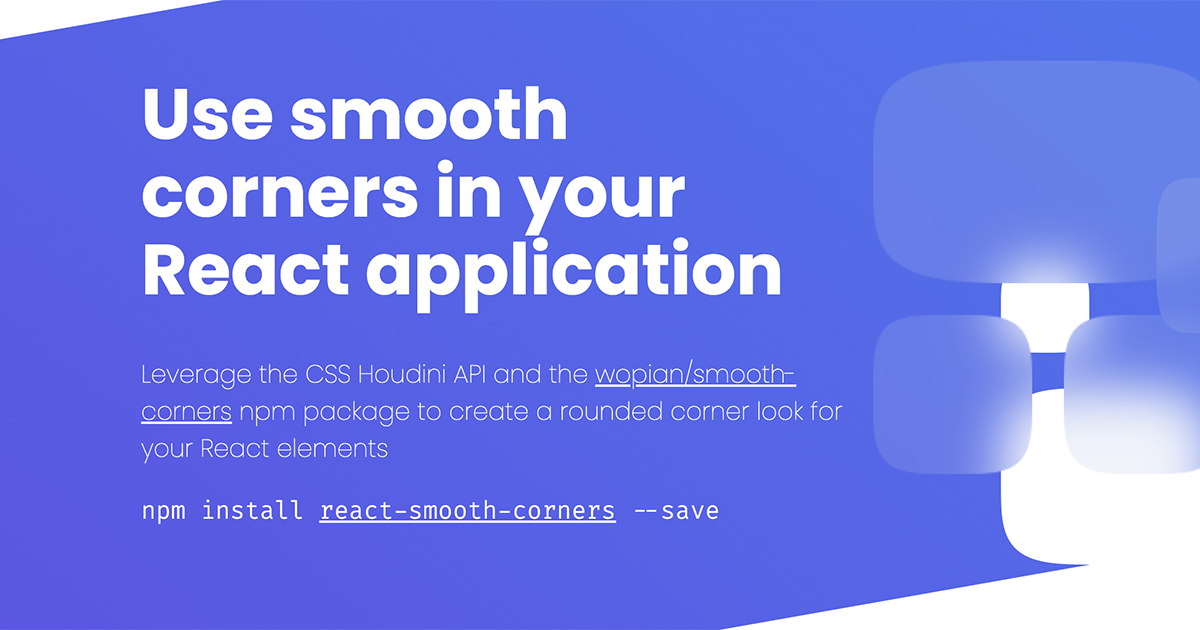 Use smooth
corners in your
React application
Leverage the CSS Houdini API and the wopian/smooth-
corners npm package to create a rounded corner look for
your React elements
npm install react-smooth-corners --save